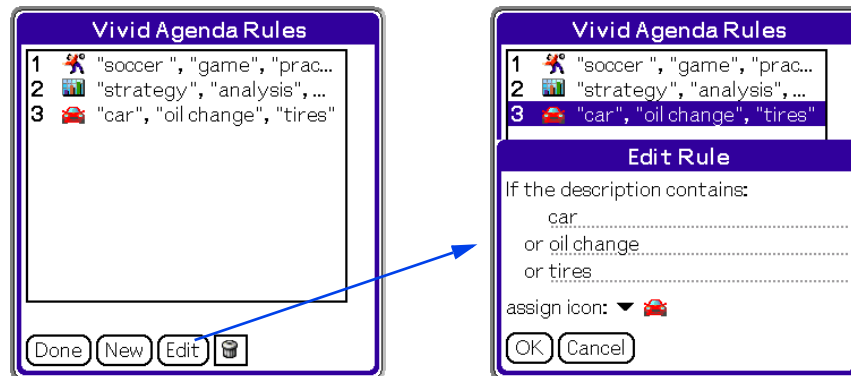 Vivid Agenda Rules
1 "soccer ", "game", "prac...
2 "strategy", "analysis", ...
3 "car", "oil change", "tires"
Done New Edit
Vivid Agenda Rules
1 "soccer ", "game", "prac...
2 "strategy", "analysis", ...
3 "car", "oil change", "tires"
Edit Rule
If the description contains:
car
or oil change
or tires
assign icon:
OK Cancel